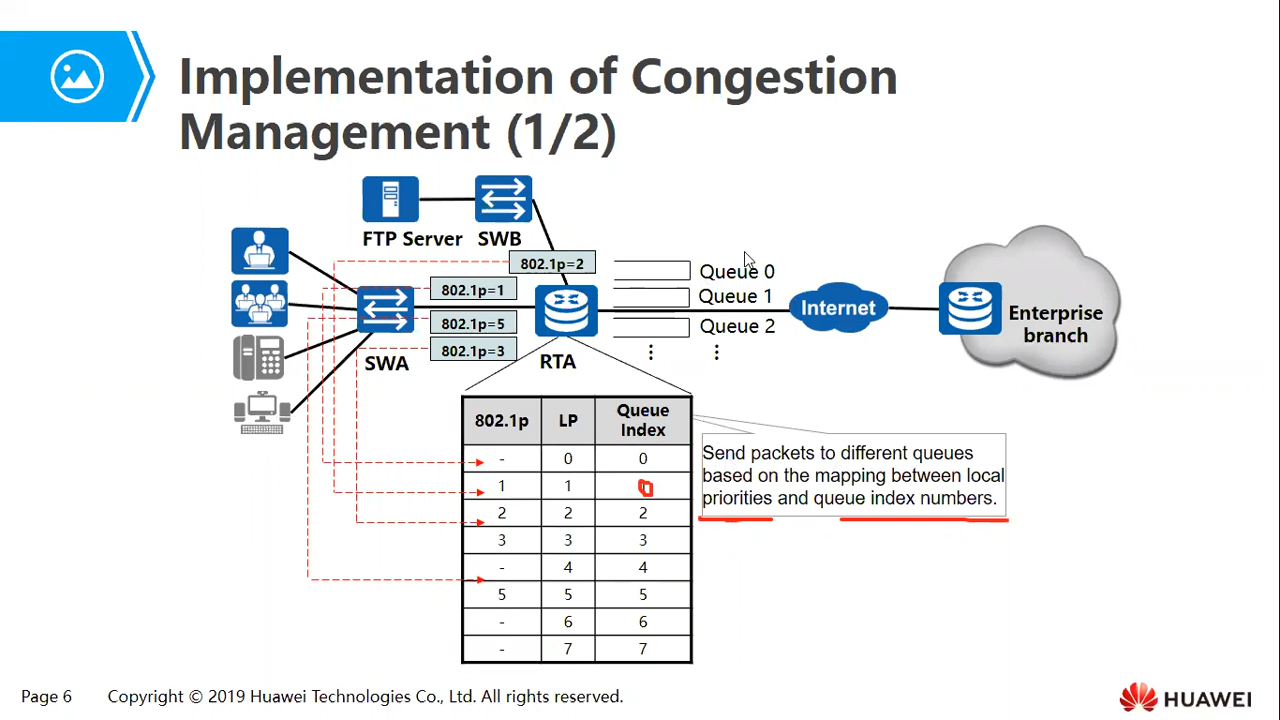 Implementation of Congestion
Management (1/2)
FTP Server
SWB
802.1p=2
802.1p=1
802.1p=5
802.1p=3
SWA
RTA
Queue 0
Queue 1
Queue 2
⋮ ⋮
Internet
Enterprise
branch
802.1p LP Queue
Index
- 0 0
1 1 0
2 2 2
3 3 3
- 4 4
5 5 5
- 6 6
- 7 7
Send packets to different queues
based on the mapping between local
priorities and queue index numbers.
Page 6 Copyright © 2019 Huawei Technologies Co., Ltd. All rights reserved.
HUAWEI